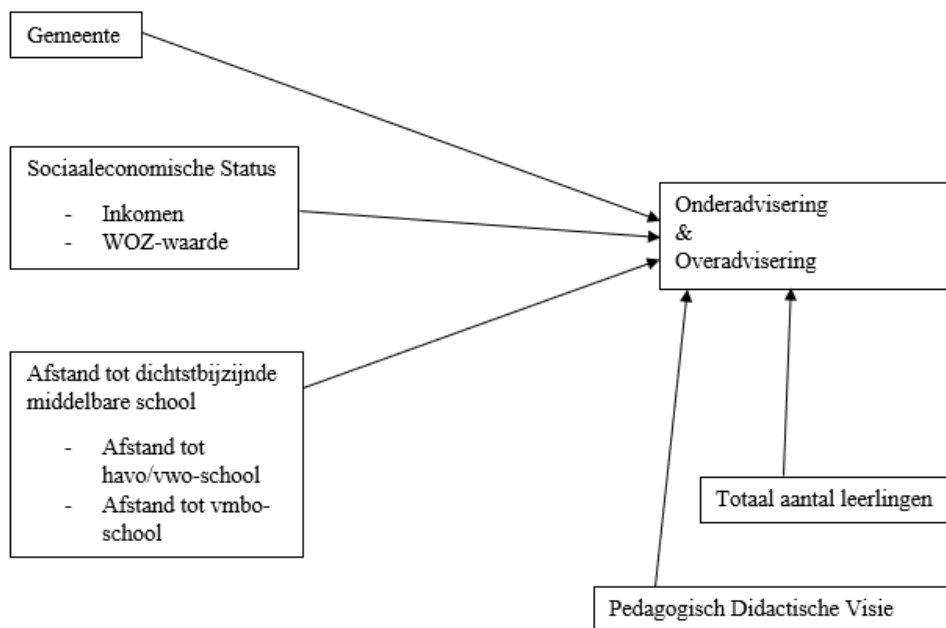 Gemeente
Sociaaleconomische Status
- Inkomen
- WOZ-waarde
Afstand tot dichtstbijzijnde
middelbare school
- Afstand tot
havo/vwo-school
- Afstand tot vmbo-
school
Onderadvisering
&
Overadvisering
Totaal aantal leerlingen
Pedagogisch Didactische Visie